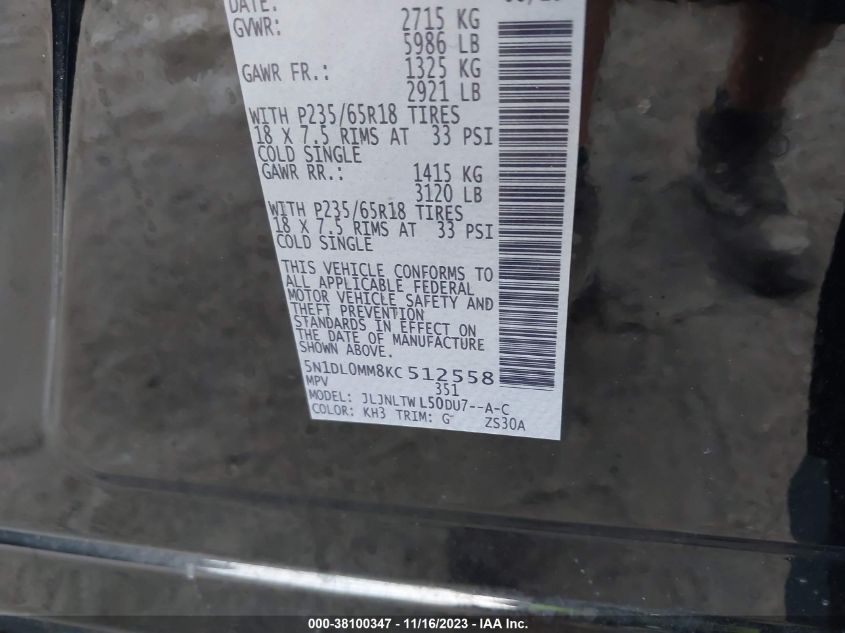 DATE:
GVWR: 2715 KG
5986 LB
GAWR FR.: 1325 KG
2921 LB
WITH P235/65R18 TIRES
18 X 7.5 RIMS AT 33 PSI
COLD SINGLE
GAWR RR.: 1415 KG
3120 LB
WITH P235/65R18 TIRES
18 X 7.5 RIMS AT 33 PSI
COLD SINGLE
THIS VEHICLE CONFORMS TO
ALL APPLICABLE FEDERAL
MOTOR VEHICLE SAFETY AND
THEFT PREVENTION
STANDARDS IN EFFECT ON
THE DATE OF MANUFACTURE
SHOWN ABOVE.
5N1DL0MM8KC512558
MPV 351
MODEL: JLJNLTWL50DU7--A-C
COLOR: KH3 TRIM: G ZS30A
000-38100347 - 11/16/2023 - IAA Inc.